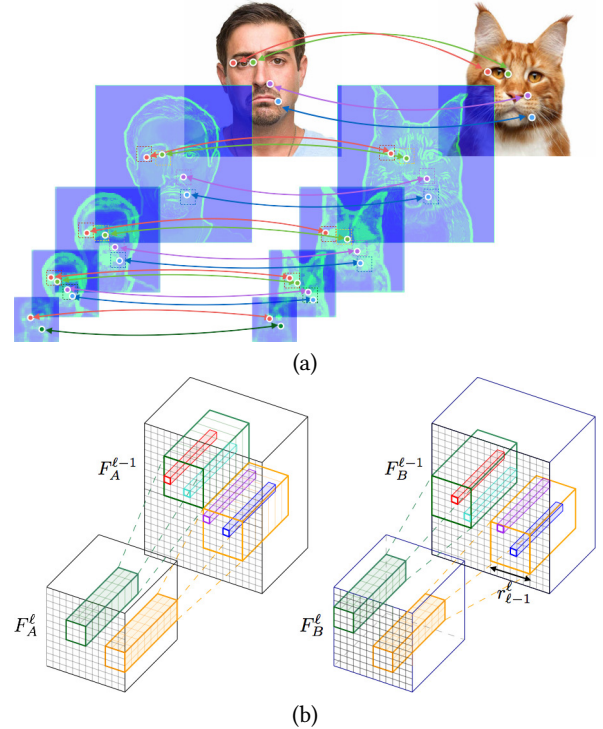 (a)
F_A^{ℓ-1}
F_B^{ℓ-1}
F_A^ℓ
F_B^ℓ
r_{ℓ-1}^ℓ
(b)